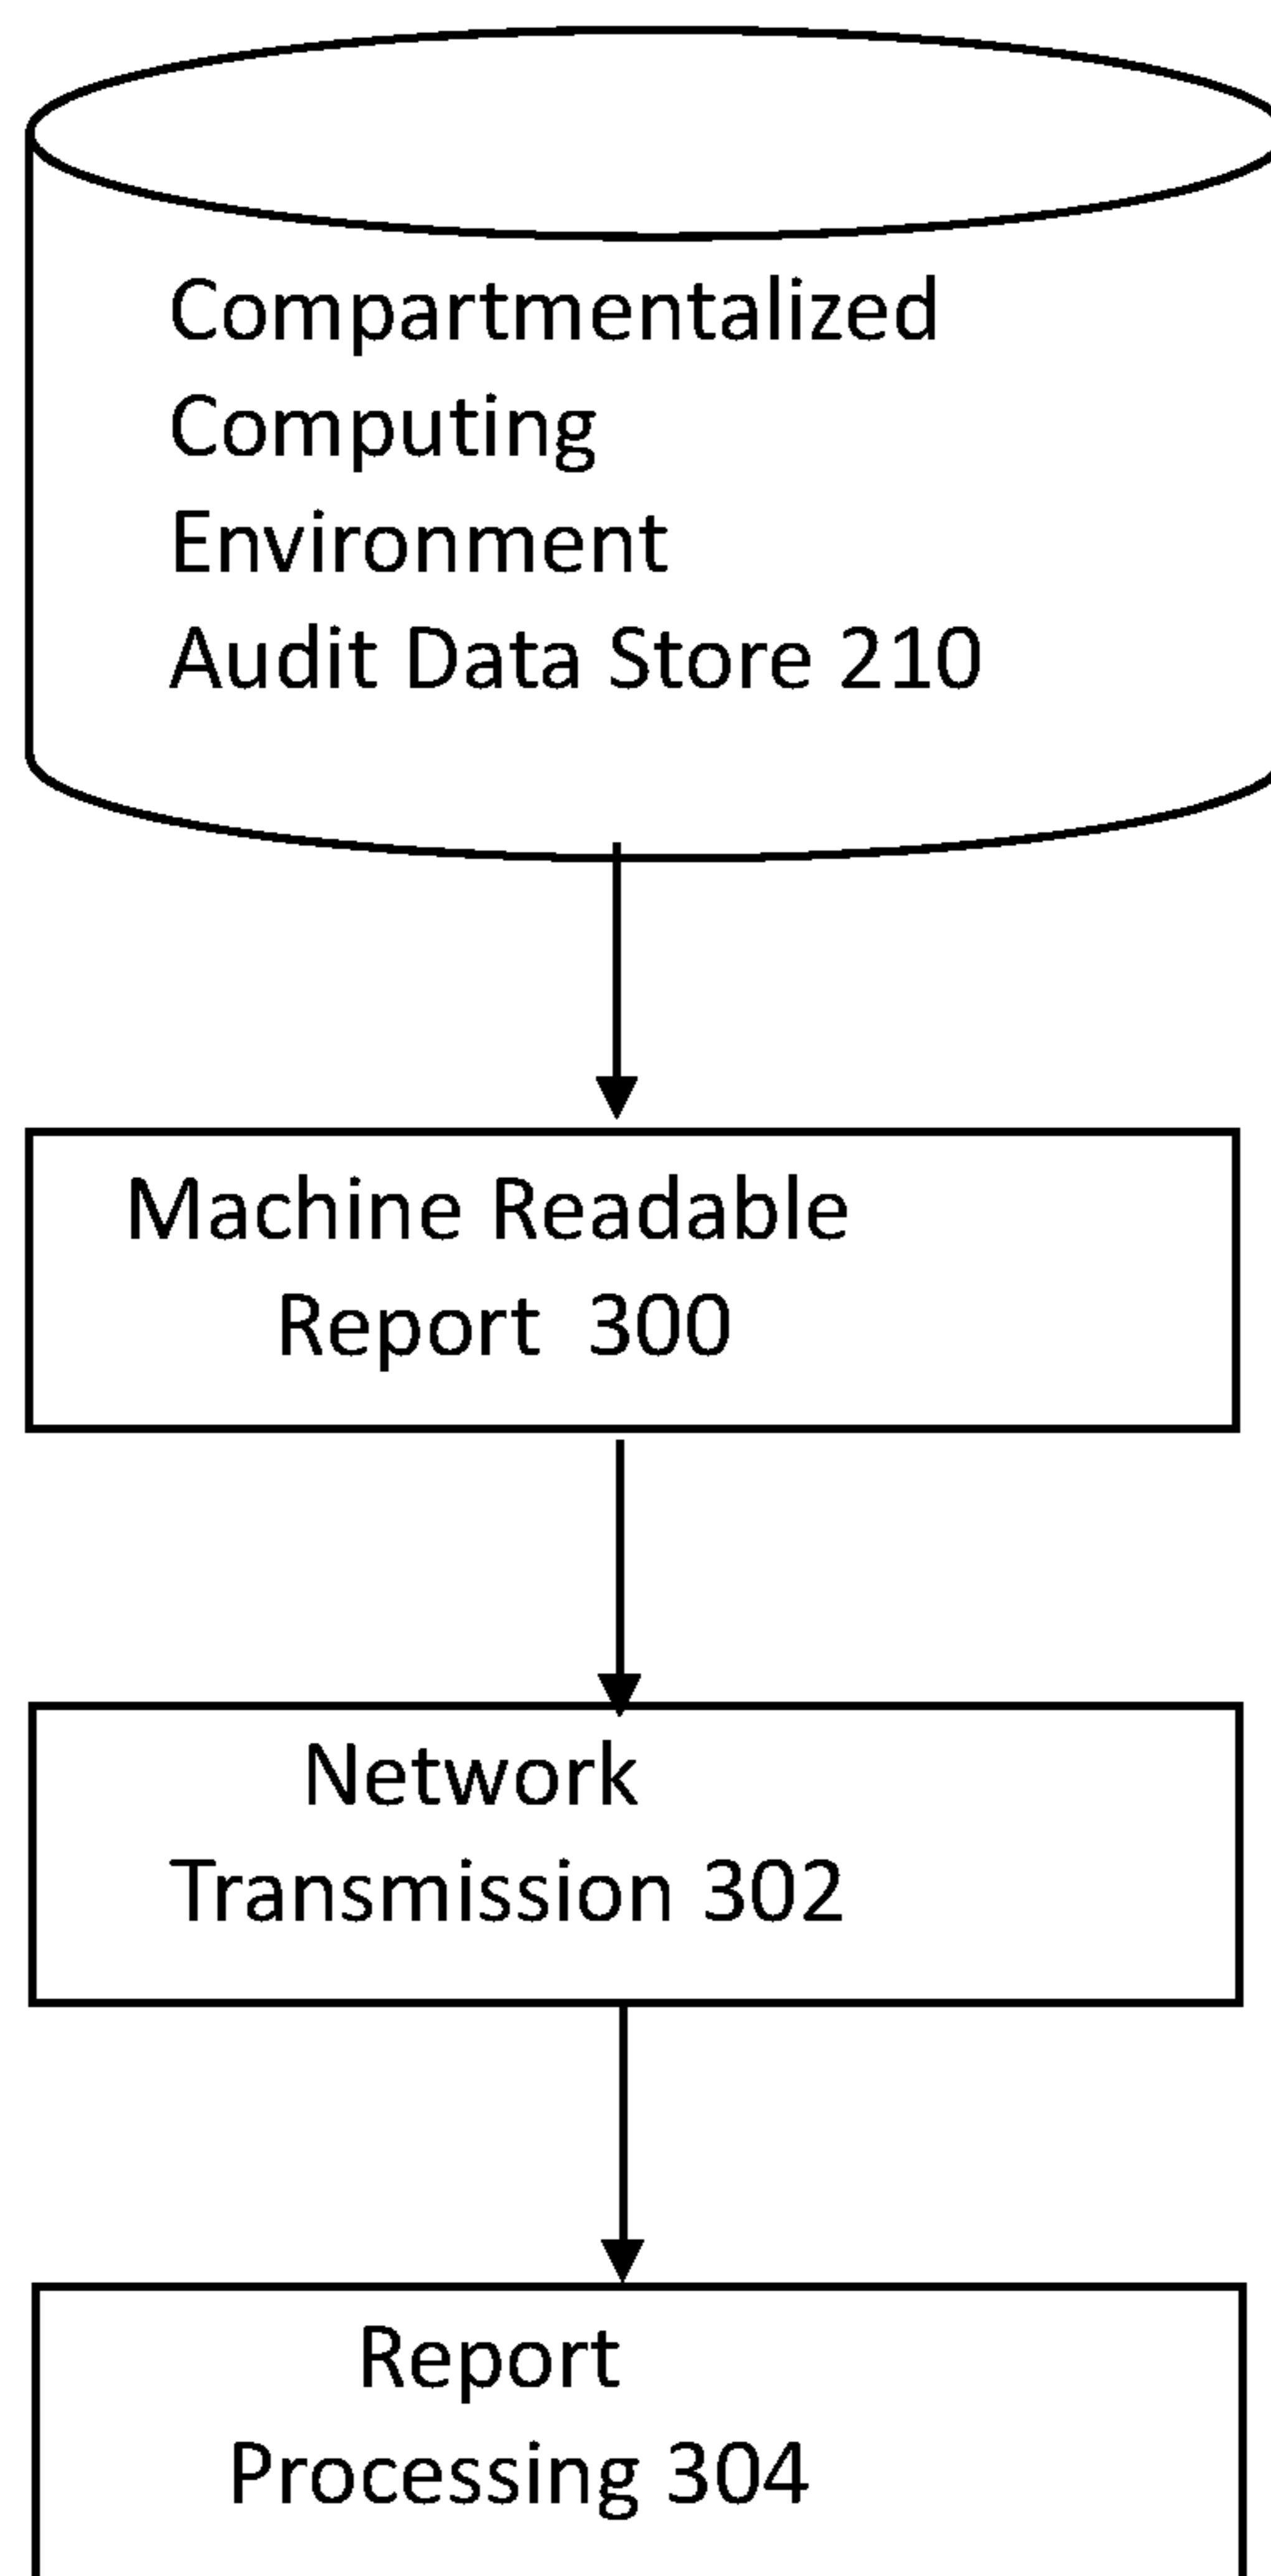 Compartmentalized
Computing
Environment
Audit Data Store 210
Machine Readable
Report 300
Network
Transmission 302
Report
Processing 304